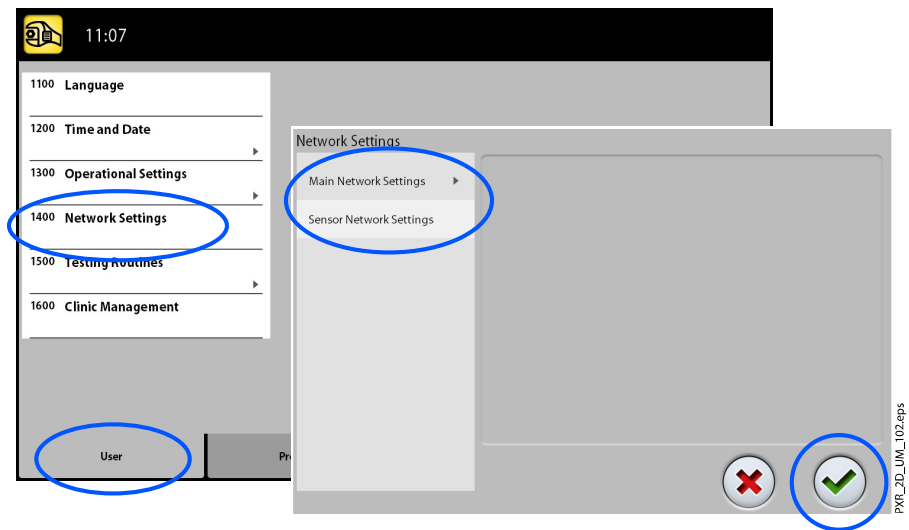 11:07
1100 Language
1200 Time and Date
1300 Operational Settings
1400 Network Settings
1500 Testing Routines
1600 Clinic Management
User
Network Settings
Main Network Settings
Sensor Network Settings
PXR_2D_UM_102.eps